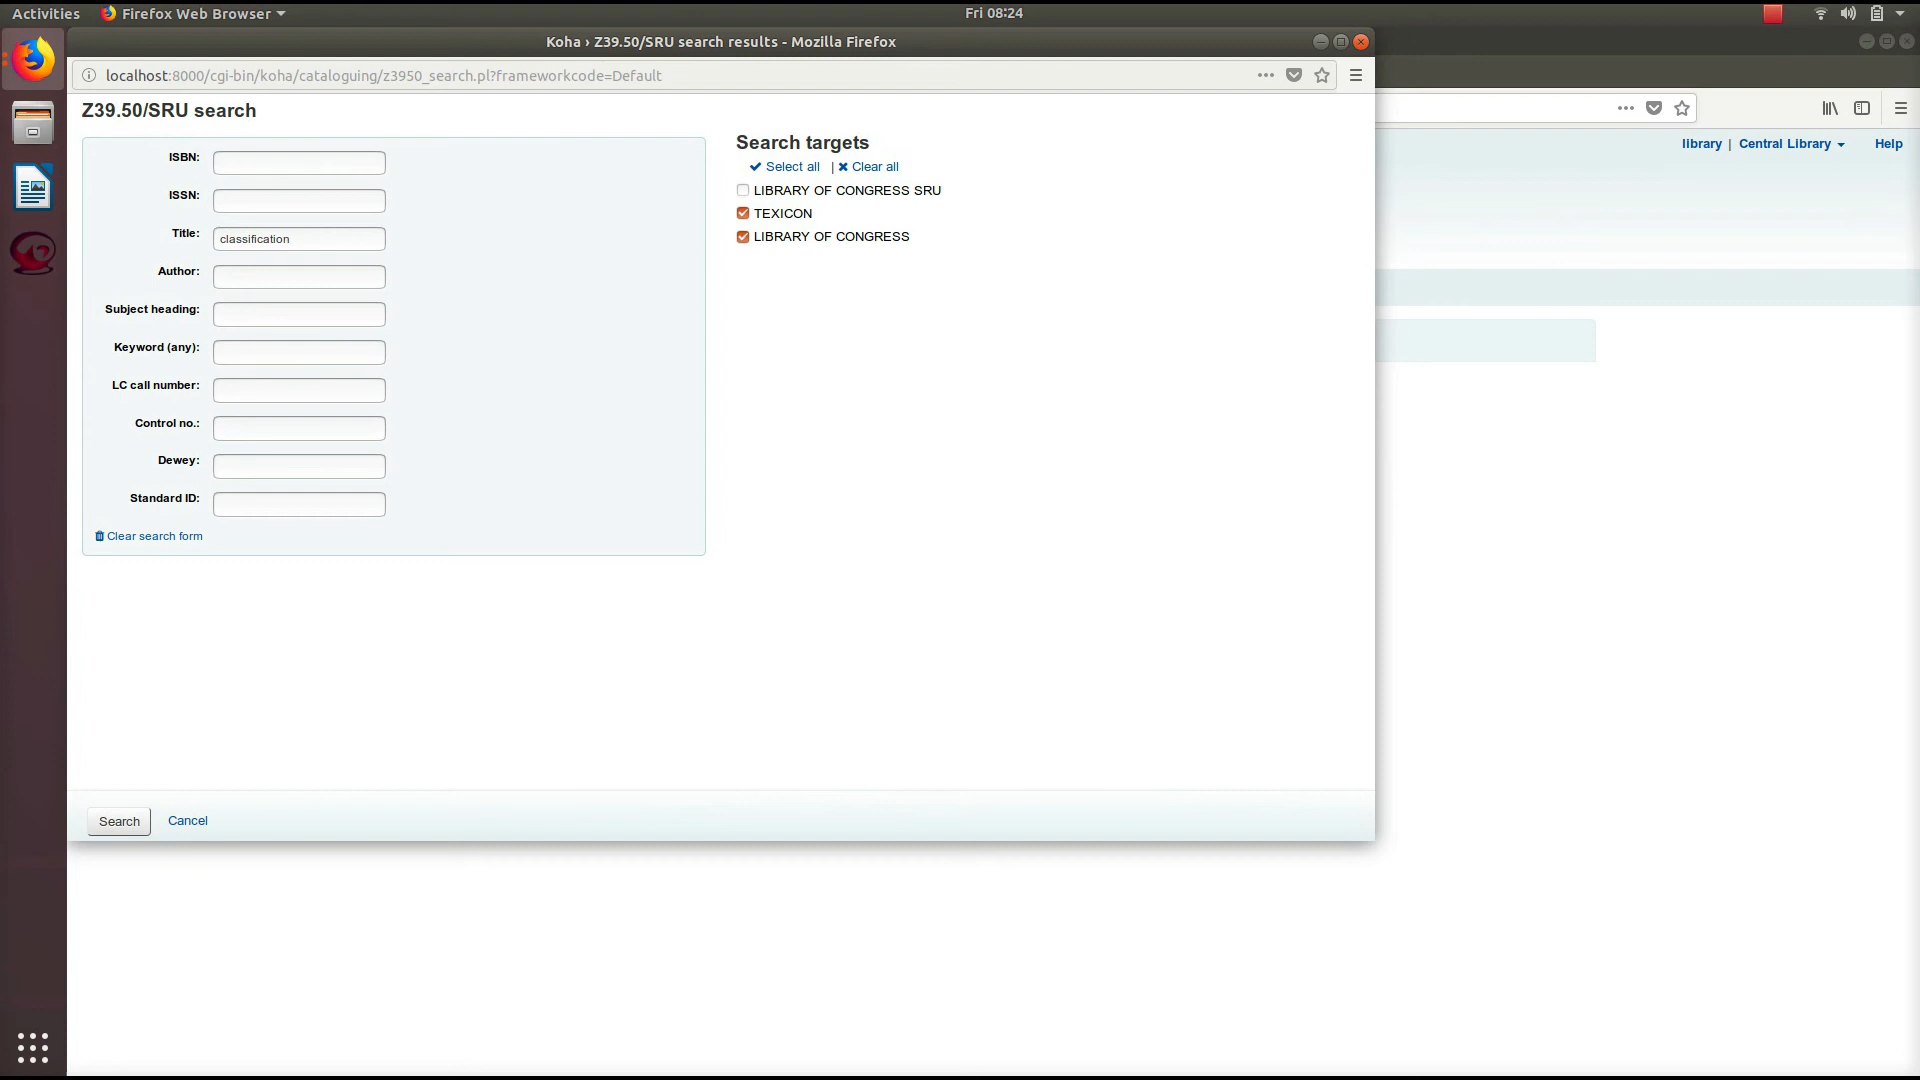 Activities
Firefox Web Browser
Fri 08:24
Koha › Z39.50/SRU search results - Mozilla Firefox
localhost:8000/cgi-bin/koha/cataloguing/z3950_search.pl?frameworkcode=Default
library | Central Library
Help
Z39.50/SRU search
ISBN:
ISSN:
Title: classification
Author:
Subject heading:
Keyword (any):
LC call number:
Control no.:
Dewey:
Standard ID:
Clear search form
Search targets
Select all | Clear all
LIBRARY OF CONGRESS SRU
TEXICON
LIBRARY OF CONGRESS
Search
Cancel